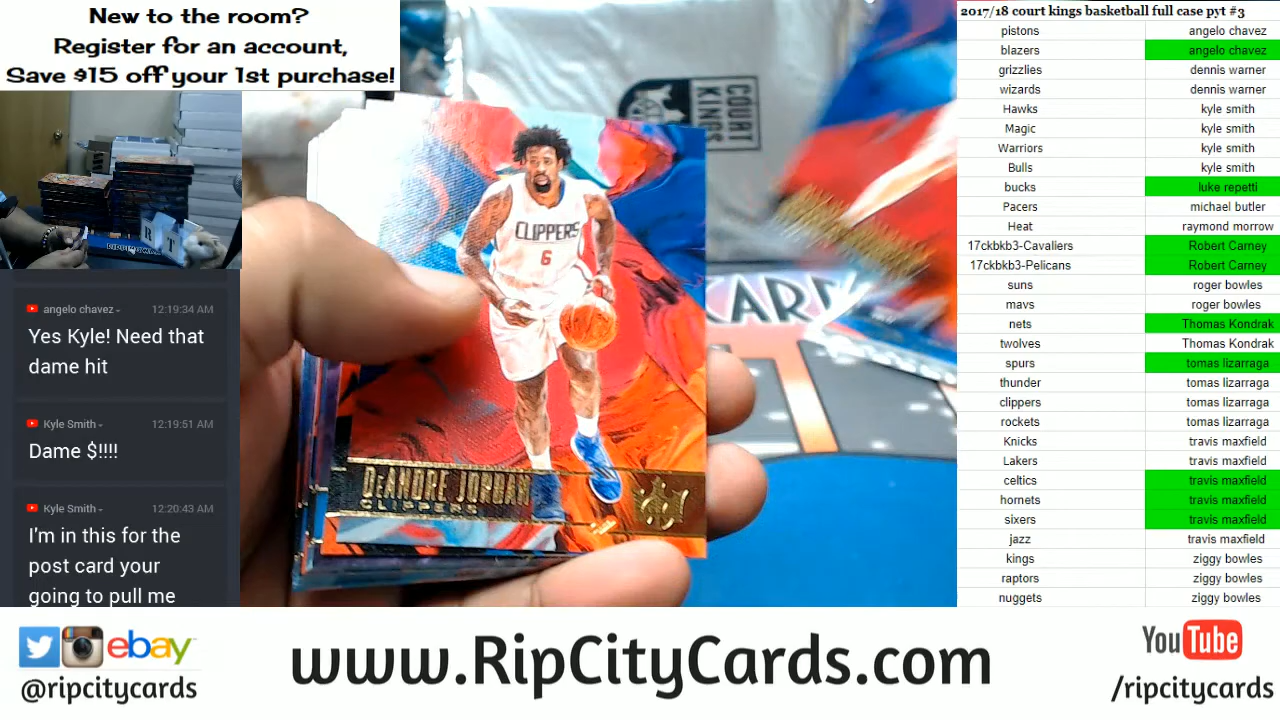 New to the room?
Register for an account,
Save $15 off your 1st purchase!
angelo chavez 12:19:34 AM
Yes Kyle! Need that
dame hit
Kyle Smith 12:19:51 AM
Dame $!!!!
Kyle Smith 12:20:43 AM
I'm in this for the
post card your
going to pull me
COURT
KINGS
CLIPPERS
6
DEANDRE JORDAN
CLIPPERS
CARD
R T
2017/18 court kings basketball full case pyt #3
pistons angelo chavez
blazers angelo chavez
grizzlies dennis warner
wizards dennis warner
Hawks kyle smith
Magic kyle smith
Warriors kyle smith
Bulls kyle smith
bucks luke repetti
Pacers michael butler
Heat raymond morrow
17ckbkb3-Cavaliers Robert Carney
17ckbkb3-Pelicans Robert Carney
suns roger bowles
mavs roger bowles
nets Thomas Kondrak
twolves Thomas Kondrak
spurs tomas lizarraga
thunder tomas lizarraga
clippers tomas lizarraga
rockets tomas lizarraga
Knicks travis maxfield
Lakers travis maxfield
celtics travis maxfield
hornets travis maxfield
sixers travis maxfield
jazz travis maxfield
kings ziggy bowles
raptors ziggy bowles
nuggets ziggy bowles
ebay
@ripcitycards
www.RipCityCards.com
YouTube
/ripcitycards